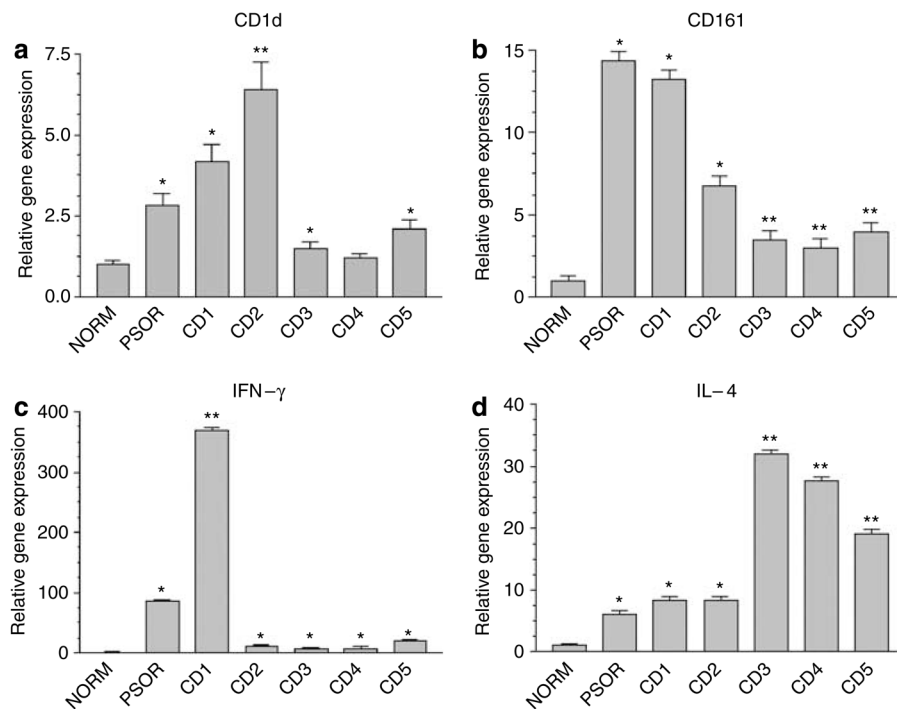 CD1d
a
Relative gene expression
7.5
5.0
2.5
0.0
*
*
**
*
*
NORM
PSOR
CD1
CD2
CD3
CD4
CD5
CD161
b
Relative gene expression
15
10
5
0
*
*
*
**
**
**
NORM
PSOR
CD1
CD2
CD3
CD4
CD5
IFN–γ
c
Relative gene expression
400
300
200
100
0
*
**
*
*
*
*
NORM
PSOR
CD1
CD2
CD3
CD4
CD5
IL–4
d
Relative gene expression
40
30
20
10
0
*
*
*
**
**
**
NORM
PSOR
CD1
CD2
CD3
CD4
CD5